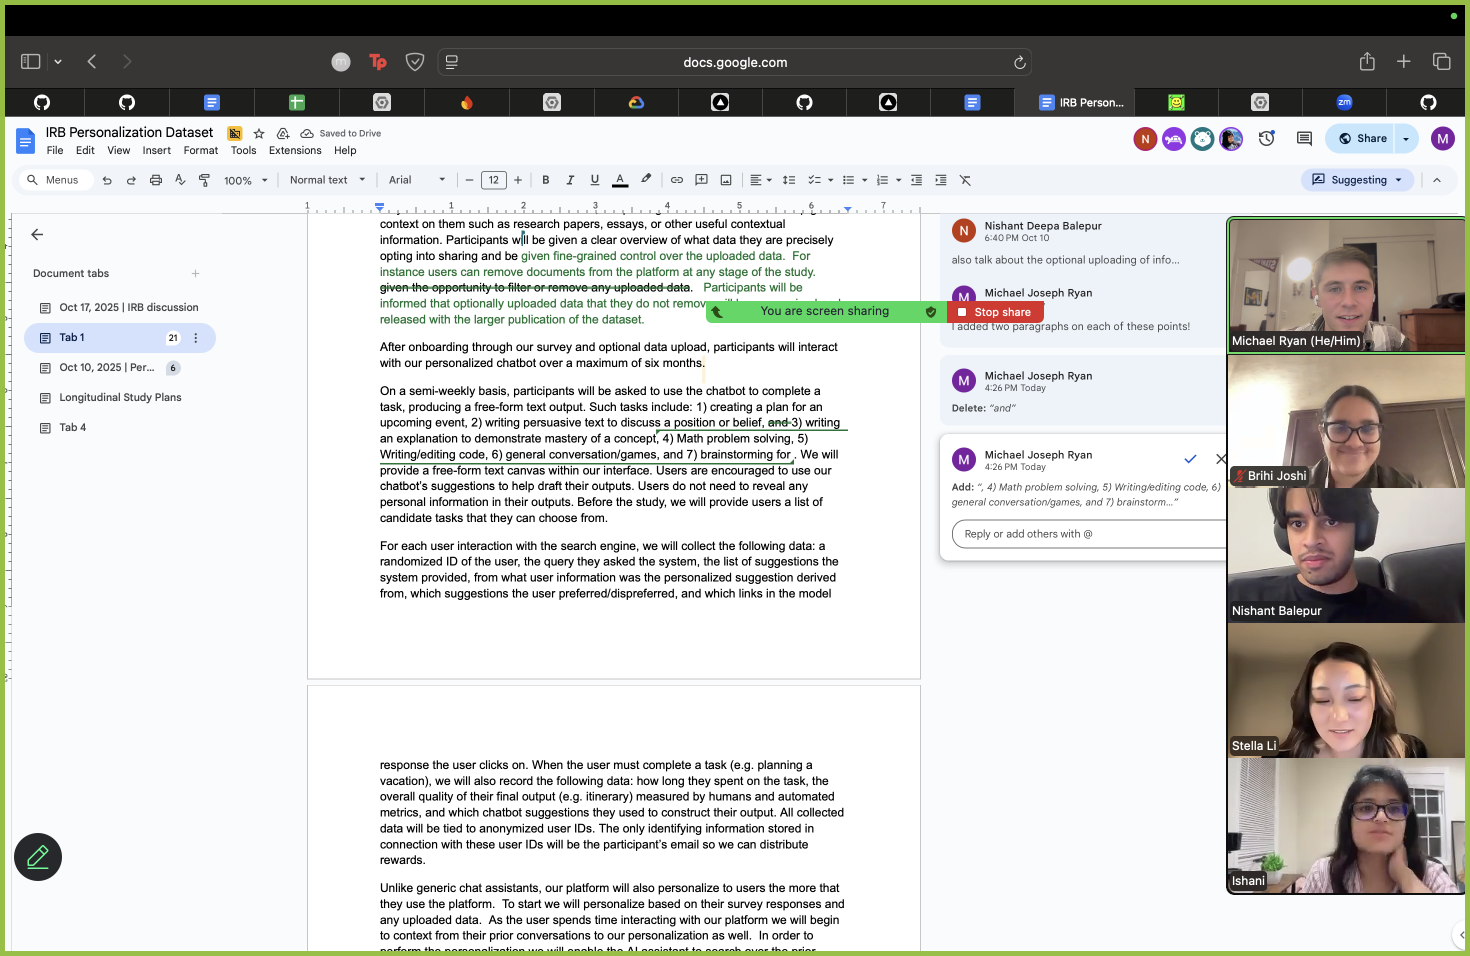 docs.google.com
Tp
IRB Person...
zm
IRB Personalization Dataset
Saved to Drive
File Edit View Insert Format Tools Extensions Help
N
Share
M
Menus
100%
Normal text
Arial
12
Suggesting
1 1 2 3 4 5 6 7
Document tabs
Oct 17, 2025 | IRB discussion
Tab 1 21
Oct 10, 2025 | Per... 6
Longitudinal Study Plans
Tab 4
context on them such as research papers, essays, or other useful contextual
information. Participants will be given a clear overview of what data they are precisely
opting into sharing and be given fine-grained control over the uploaded data. For
instance users can remove documents from the platform at any stage of the study.
given the opportunity to filter or remove any uploaded data. Participants will be
informed that optionally uploaded data that they do not remove
released with the larger publication of the dataset.
After onboarding through our survey and optional data upload, participants will interact
with our personalized chatbot over a maximum of six months.
On a semi-weekly basis, participants will be asked to use the chatbot to complete a
task, producing a free-form text output. Such tasks include: 1) creating a plan for an
upcoming event, 2) writing persuasive text to discuss a position or belief, and 3) writing
an explanation to demonstrate mastery of a concept, 4) Math problem solving, 5)
Writing/editing code, 6) general conversation/games, and 7) brainstorming for . We will
provide a free-form text canvas within our interface. Users are encouraged to use our
chatbot's suggestions to help draft their outputs. Users do not need to reveal any
personal information in their outputs. Before the study, we will provide users a list of
candidate tasks that they can choose from.
For each user interaction with the search engine, we will collect the following data: a
randomized ID of the user, the query they asked the system, the list of suggestions the
system provided, from what user information was the personalized suggestion derived
from, which suggestions the user preferred/dispreferred, and which links in the model
response the user clicks on. When the user must complete a task (e.g. planning a
vacation), we will also record the following data: how long they spent on the task, the
overall quality of their final output (e.g. itinerary) measured by humans and automated
metrics, and which chatbot suggestions they used to construct their output. All collected
data will be tied to anonymized user IDs. The only identifying information stored in
connection with these user IDs will be the participant's email so we can distribute
rewards.
Unlike generic chat assistants, our platform will also personalize to users the more that
they use the platform. To start we will personalize based on their survey responses and
any uploaded data. As the user spends time interacting with our platform we will begin
to context from their prior conversations to our personalization as well. In order to
perform the personalization we will enable the AI assistant to search over the prior
You are screen sharing
Stop share
N
Nishant Deepa Balepur
6:40 PM Oct 10
also talk about the optional uploading of info...
M
Michael Joseph Ryan
I added two paragraphs on each of these points!
M
Michael Joseph Ryan
4:26 PM Today
Delete: "and"
M
Michael Joseph Ryan
4:26 PM Today
Add: ", 4) Math problem solving, 5) Writing/editing code, 6)
general conversation/games, and 7) brainstorm..."
Reply or add others with @
Michael Ryan (He/Him)
Brihi Joshi
Nishant Balepur
Stella Li
Ishani